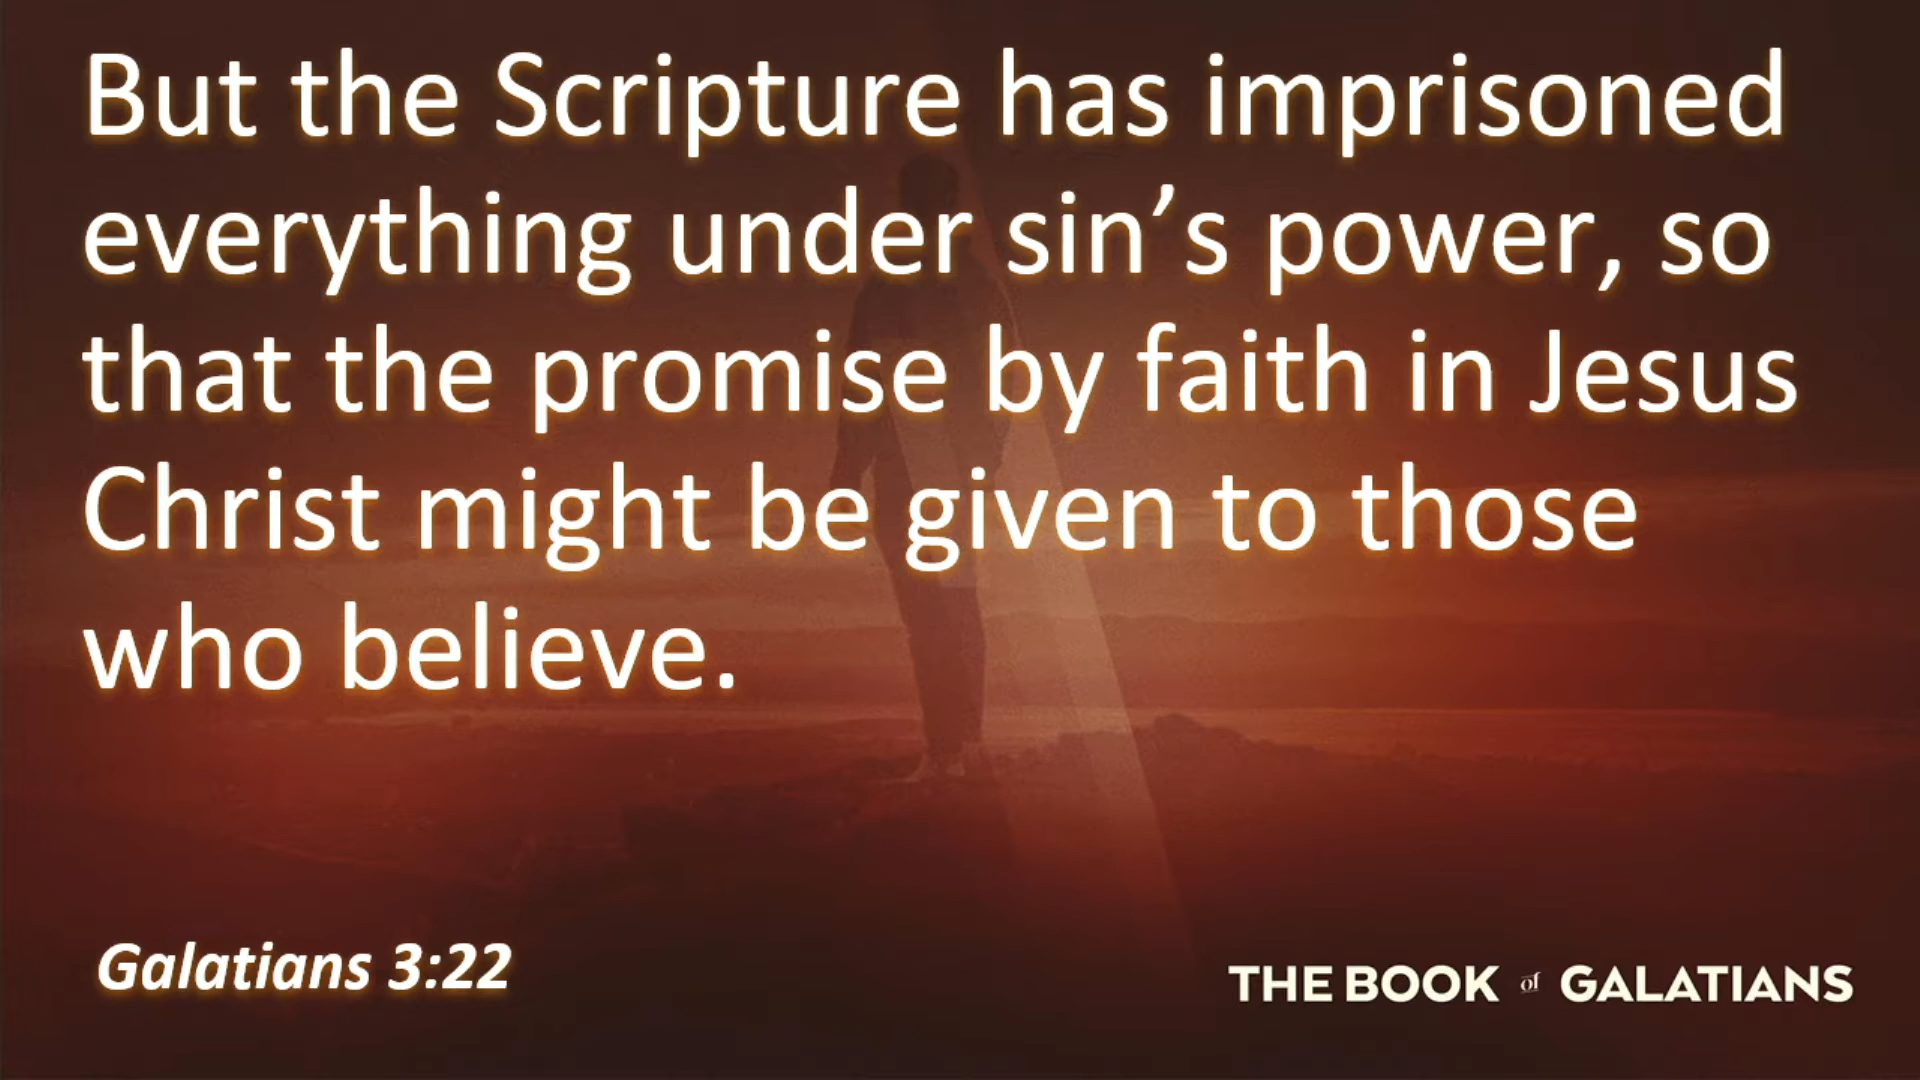 But the Scripture has imprisoned
everything under sin’s power, so
that the promise by faith in Jesus
Christ might be given to those
who believe.
Galatians 3:22
THE BOOK of GALATIANS